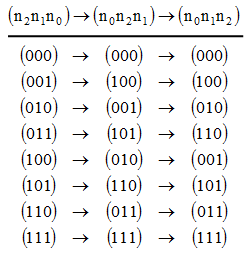 (n₂n₁n₀)→(n₀n₂n₁)→(n₀n₁n₂)
(000) → (000) → (000)
(001) → (100) → (100)
(010) → (001) → (010)
(011) → (101) → (110)
(100) → (010) → (001)
(101) → (110) → (101)
(110) → (011) → (011)
(111) → (111) → (111)